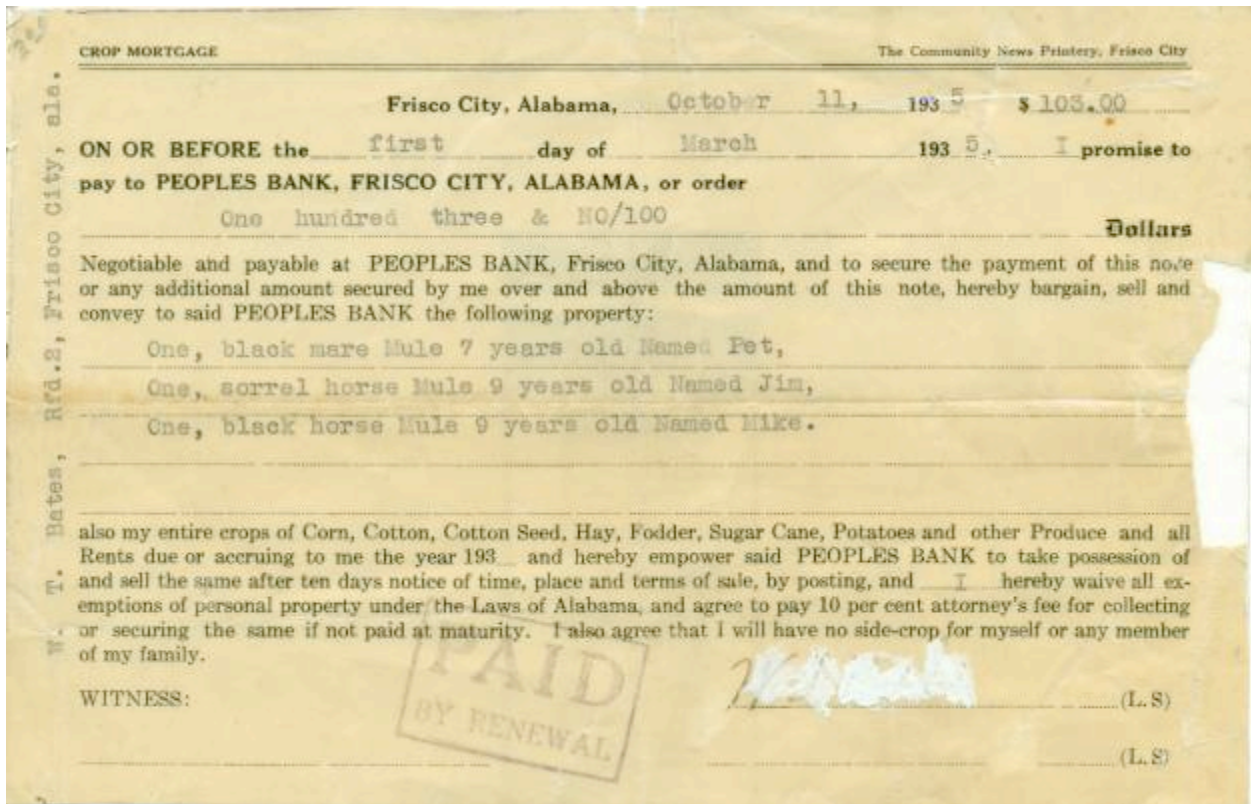 CROP MORTGAGE The Community News Printery, Frisco City
Frisco City, Alabama, October 11, 1935 $ 103.00
ON OR BEFORE the first day of March 1935. I promise to
pay to PEOPLES BANK, FRISCO CITY, ALABAMA, or order
One hundred three & NO/100
Dollars
Negotiable and payable at PEOPLES BANK, Frisco City, Alabama, and to secure the payment of this note
or any additional amount secured by me over and above the amount of this note, hereby bargain, sell and
convey to said PEOPLES BANK the following property:
One, black mare Mule 7 years old Named Pet,
One, sorrel horse Mule 9 years old Named Jim,
One, black horse Mule 9 years old Named Mike.
also my entire crops of Corn, Cotton, Cotton Seed, Hay, Fodder, Sugar Cane, Potatoes and other Produce and all
Rents due or accruing to me the year 193 and hereby empower said PEOPLES BANK to take possession of
and sell the same after ten days notice of time, place and terms of sale, by posting, and I hereby waive all ex-
emptions of personal property under the Laws of Alabama, and agree to pay 10 per cent attorney's fee for collecting
or securing the same if not paid at maturity. I also agree that I will have no side-crop for myself or any member
of my family.
WITNESS: (L.S)
(L.S)
PAID
BY RENEWAL
W. T. Bates, Rfd.2, Frisco City, ala.